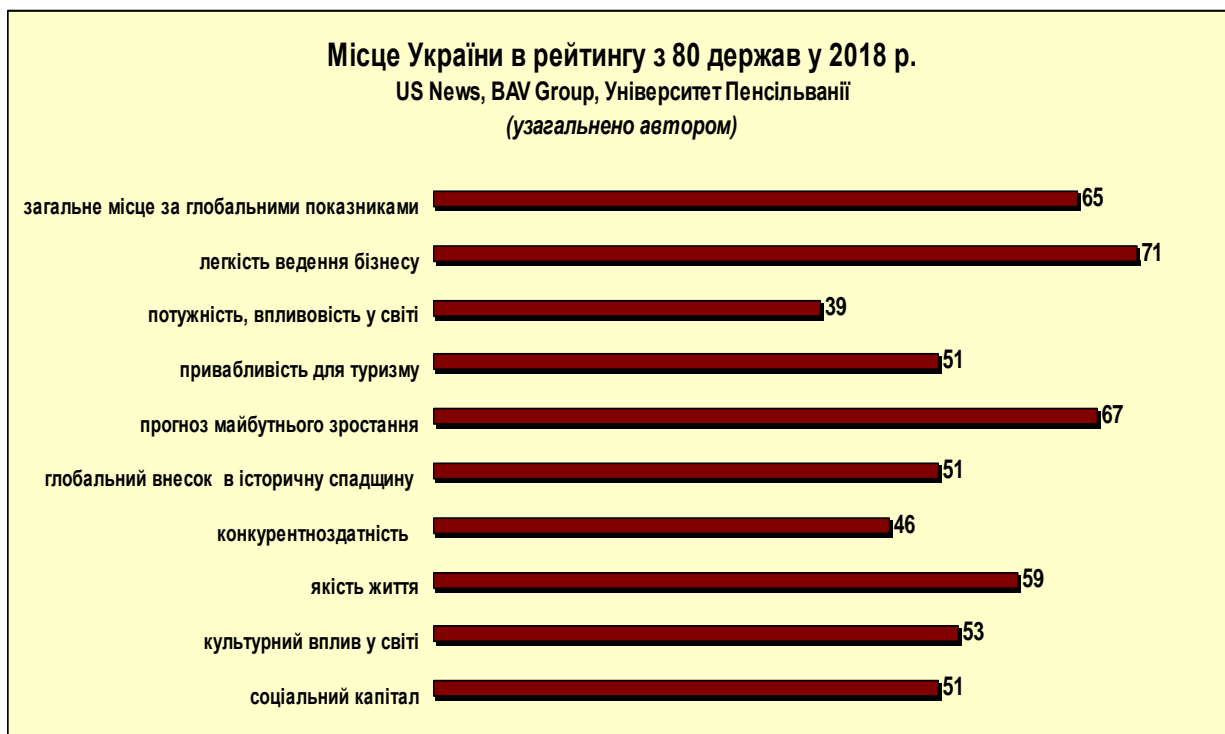 Місце України в рейтингу з 80 держав у 2018 р.
US News, BAV Group, Університет Пенсільванії
(узагальнено автором)
загальне місце за глобальними показниками 65
легкість ведення бізнесу 71
потужність, впливовість у світі 39
привабливість для туризму 51
прогноз майбутнього зростання 67
глобальний внесок в історичну спадщину 51
конкурентноздатність 46
якість життя 59
культурний вплив у світі 53
соціальний капітал 51